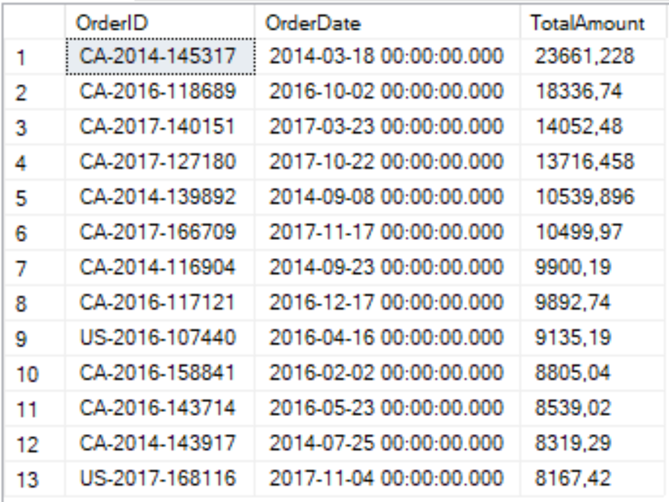 OrderID OrderDate TotalAmount
1 CA-2014-145317 2014-03-18 00:00:00.000 23661,228
2 CA-2016-118689 2016-10-02 00:00:00.000 18336,74
3 CA-2017-140151 2017-03-23 00:00:00.000 14052,48
4 CA-2017-127180 2017-10-22 00:00:00.000 13716,458
5 CA-2014-139892 2014-09-08 00:00:00.000 10539,896
6 CA-2017-166709 2017-11-17 00:00:00.000 10499,97
7 CA-2014-116904 2014-09-23 00:00:00.000 9900,19
8 CA-2016-117121 2016-12-17 00:00:00.000 9892,74
9 US-2016-107440 2016-04-16 00:00:00.000 9135,19
10 CA-2016-158841 2016-02-02 00:00:00.000 8805,04
11 CA-2016-143714 2016-05-23 00:00:00.000 8539,02
12 CA-2014-143917 2014-07-25 00:00:00.000 8319,29
13 US-2017-168116 2017-11-04 00:00:00.000 8167,42